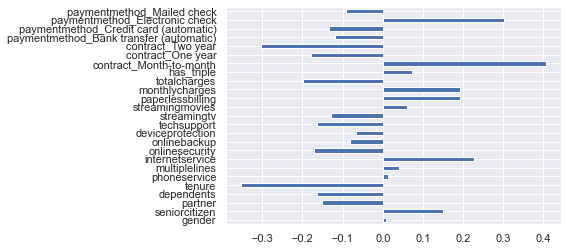 paymentmethod_Mailed check
paymentmethod_Electronic check
paymentmethod_Credit card (automatic)
paymentmethod_Bank transfer (automatic)
contract_Two year
contract_One year
contract_Month-to-month
has_triple
totalcharges
monthlycharges
paperlessbilling
streamingmovies
streamingtv
techsupport
deviceprotection
onlinebackup
onlinesecurity
internetservice
multiplelines
phoneservice
tenure
dependents
partner
seniorcitizen
gender
−0.3 −0.2 −0.1 0.0 0.1 0.2 0.3 0.4